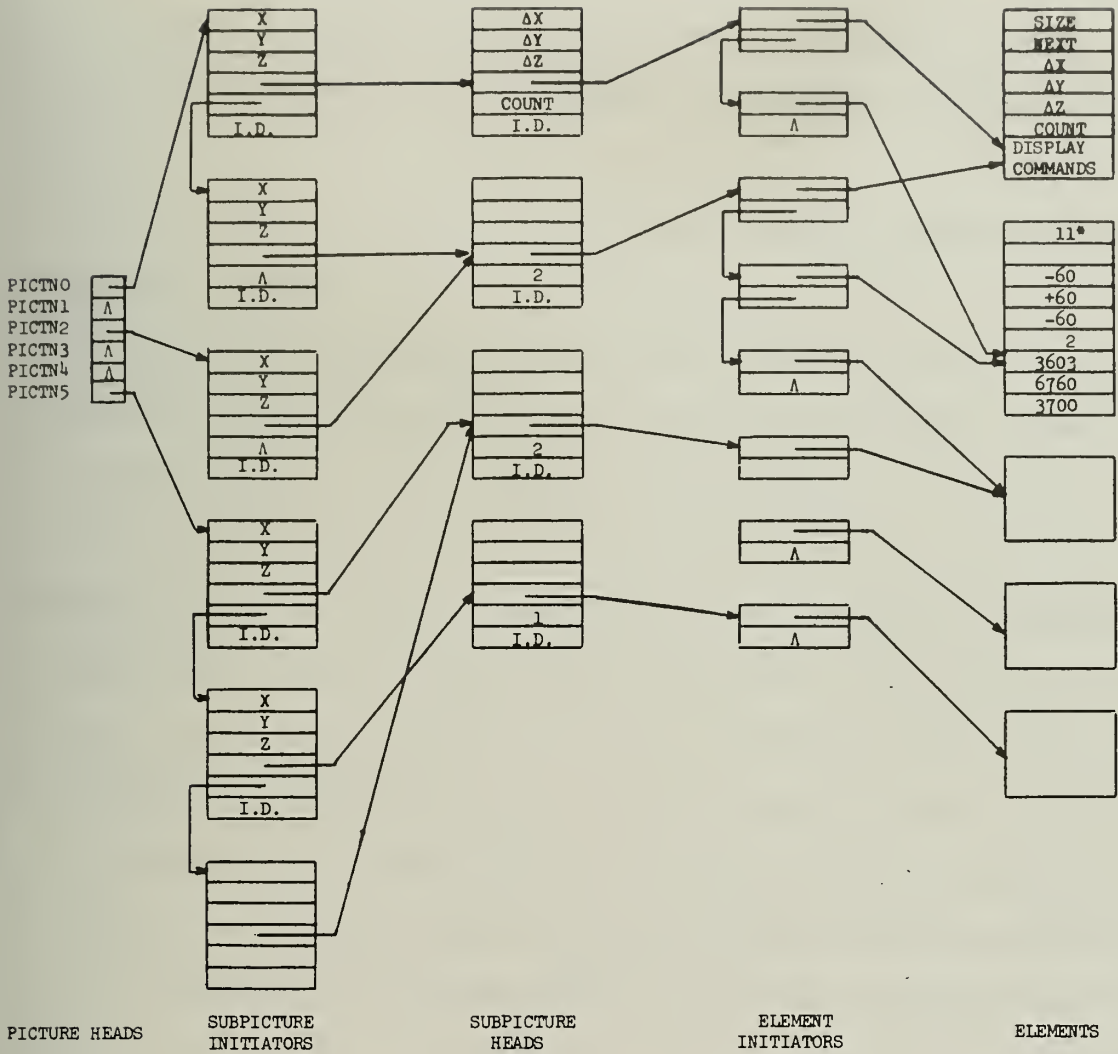 PICTN0
PICTN1 Λ
PICTN2
PICTN3 Λ
PICTN4 Λ
PICTN5
X
Y
Z
I.D.
X
Y
Z
Λ
I.D.
X
Y
Z
Λ
I.D.
X
Y
Z
I.D.
X
Y
Z
I.D.
ΔX
ΔY
ΔZ
COUNT
I.D.
2
I.D.
2
I.D.
1
I.D.
Λ
Λ
Λ
Λ
SIZE
NEXT
ΔX
ΔY
ΔZ
COUNT
DISPLAY
COMMANDS
11*
-60
+60
-60
2
3603
6760
3700
PICTURE HEADS
SUBPICTURE
INITIATORS
SUBPICTURE
HEADS
ELEMENT
INITIATORS
ELEMENTS